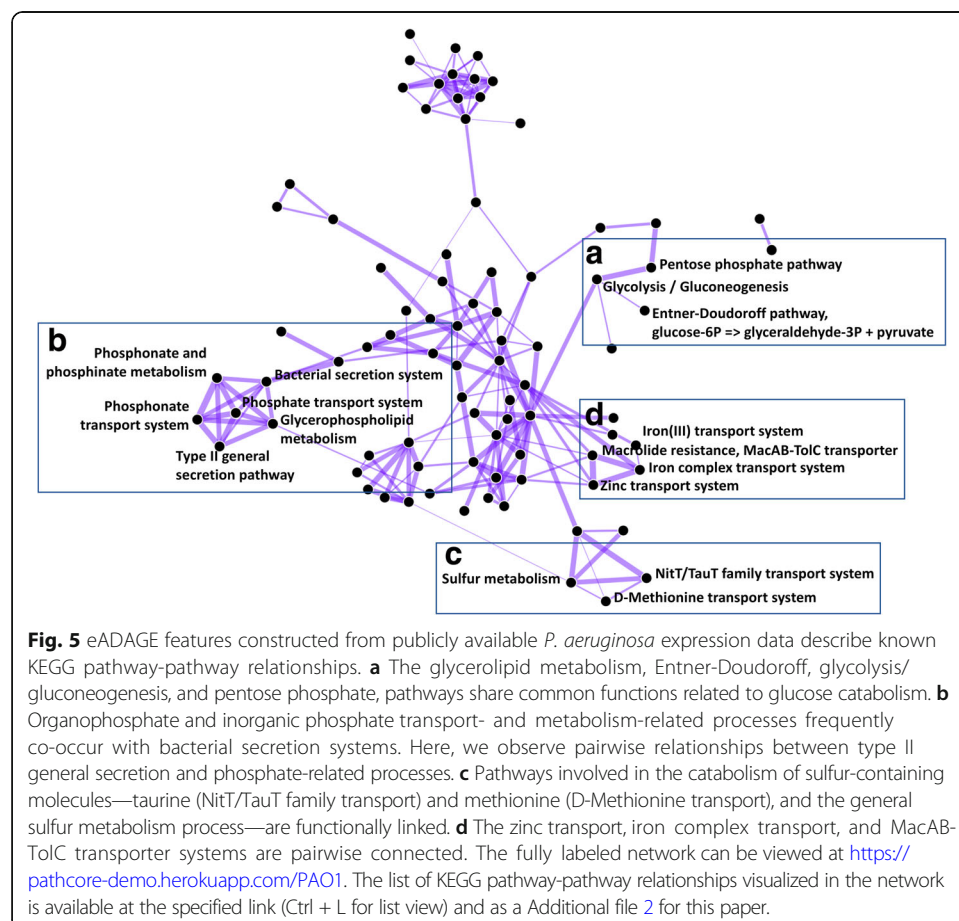 a
Pentose phosphate pathway
Glycolysis / Gluconeogenesis
Entner-Doudoroff pathway,
glucose-6P => glyceraldehyde-3P + pyruvate
b
Phosphonate and
phosphinate metabolism
Bacterial secretion system
Phosphonate
transport system
Phosphate transport system
Glycerophospholipid
metabolism
Type II general
secretion pathway
d
Iron(III) transport system
Macrolide resistance, MacAB-TolC transporter
Iron complex transport system
Zinc transport system
c
Sulfur metabolism
NitT/TauT family transport system
D-Methionine transport system
Fig. 5 eADAGE features constructed from publicly available P. aeruginosa expression data describe known
KEGG pathway-pathway relationships. a The glycerolipid metabolism, Entner-Doudoroff, glycolysis/
gluconeogenesis, and pentose phosphate, pathways share common functions related to glucose catabolism. b
Organophosphate and inorganic phosphate transport- and metabolism-related processes frequently
co-occur with bacterial secretion systems. Here, we observe pairwise relationships between type II
general secretion and phosphate-related processes. c Pathways involved in the catabolism of sulfur-containing
molecules—taurine (NitT/TauT family transport) and methionine (D-Methionine transport), and the general
sulfur metabolism process—are functionally linked. d The zinc transport, iron complex transport, and MacAB-
TolC transporter systems are pairwise connected. The fully labeled network can be viewed at https://
pathcore-demo.herokuapp.com/PAO1. The list of KEGG pathway-pathway relationships visualized in the network
is available at the specified link (Ctrl + L for list view) and as a Additional file 2 for this paper.